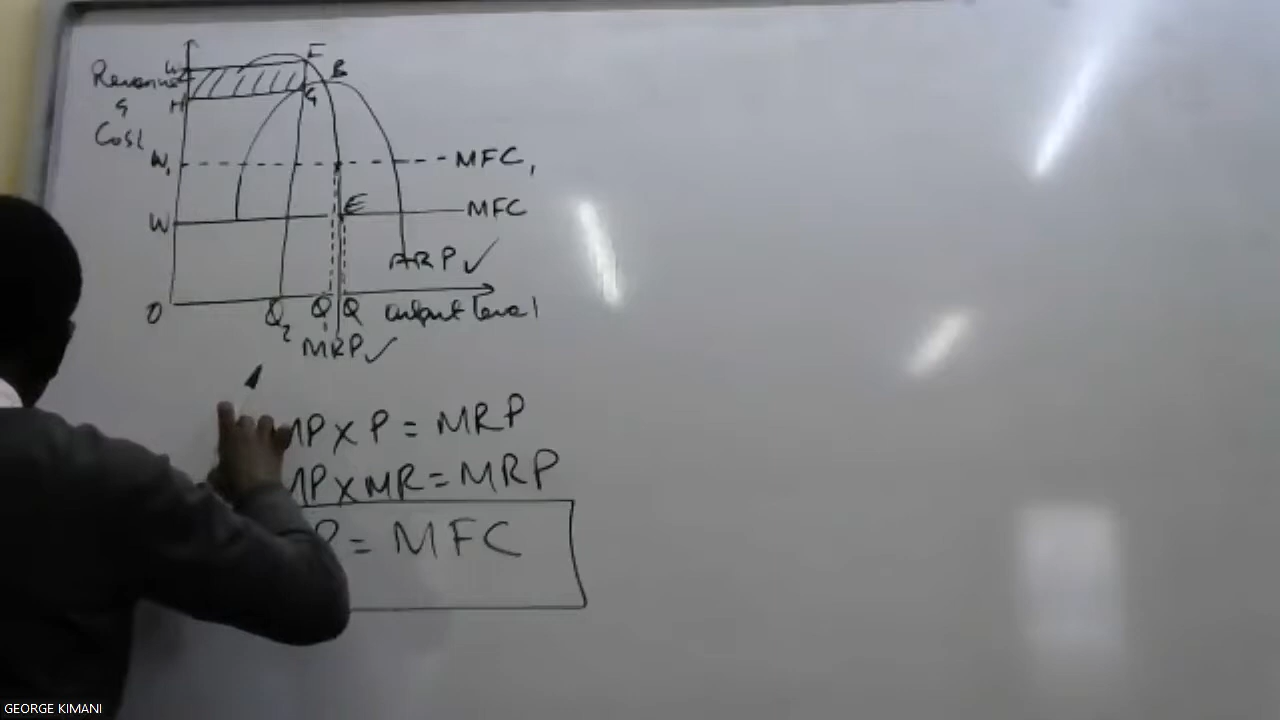 F
Revenue
B
H
G
&
Cost
W₁ MFC₁
W E MFC
ARP ✓
O Q₂ Q₁ Q output level
MRP ✓
MP x P = MRP
MP x MR = MRP
P = MFC
GEORGE KIMANI